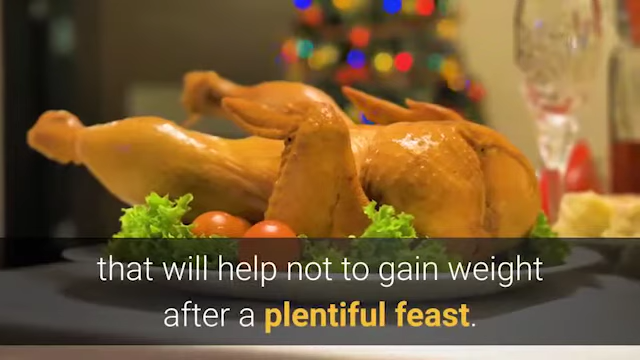 that will help not to gain weight
after a plentiful feast.